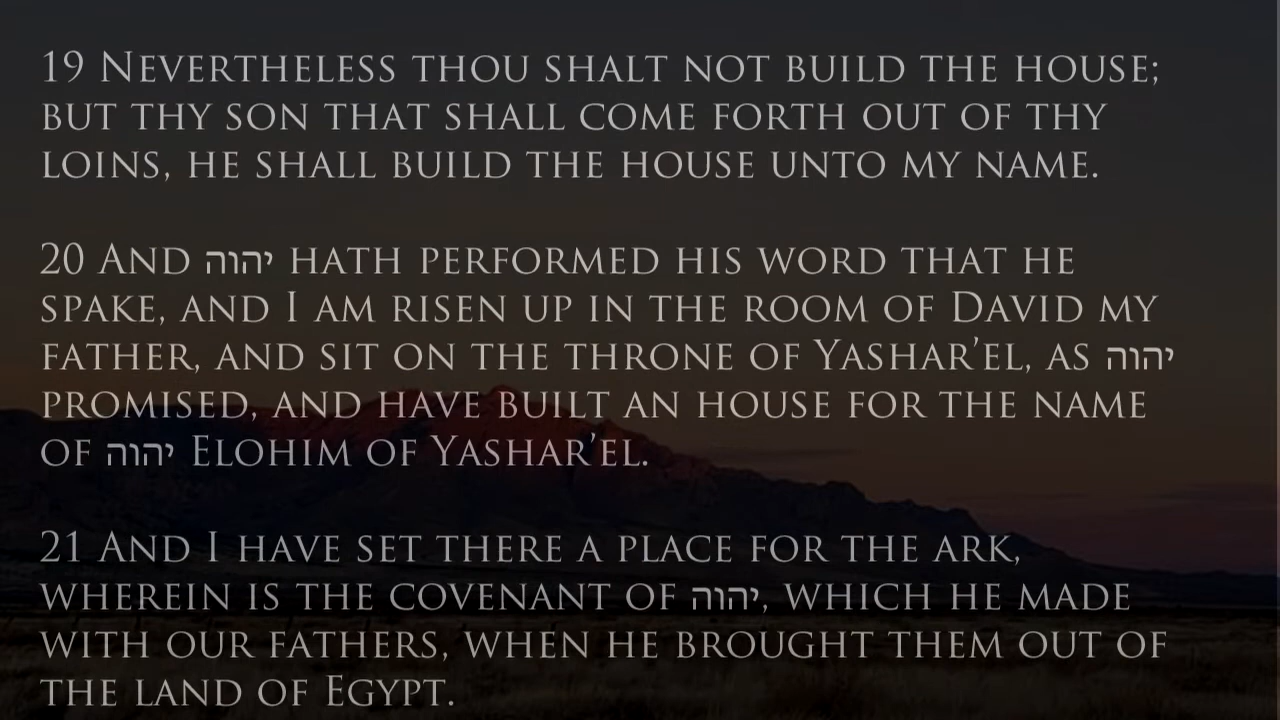 19 Nevertheless thou shalt not build the house;
but thy son that shall come forth out of thy
loins, he shall build the house unto my name.
20 And יהוה hath performed his word that he
spake, and I am risen up in the room of David my
father, and sit on the throne of Yashar’el, as יהוה
promised, and have built an house for the name
of יהוה Elohim of Yashar’el.
21 And I have set there a place for the ark,
wherein is the covenant of יהוה, which he made
with our fathers, when he brought them out of
the land of Egypt.